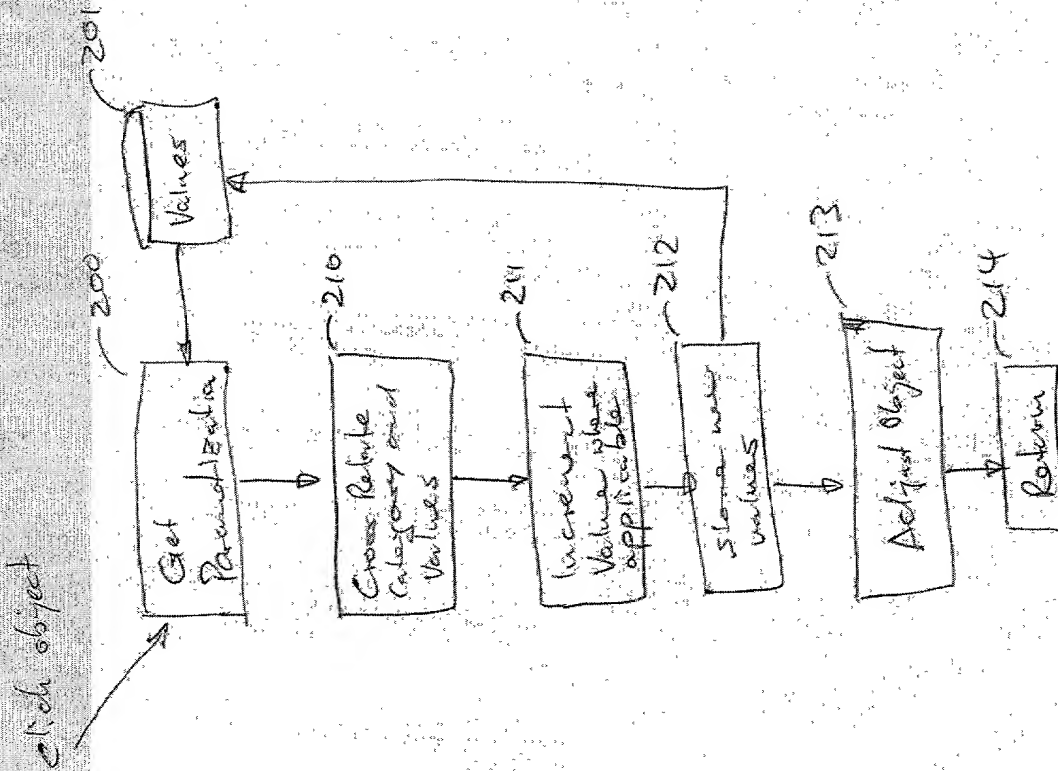 click object
200
201
Get
Values
210
Cross Relate
Category and
Values
211
Increment
Value where
applicable
212
Store new
values
213
Adjust Object
214
Return